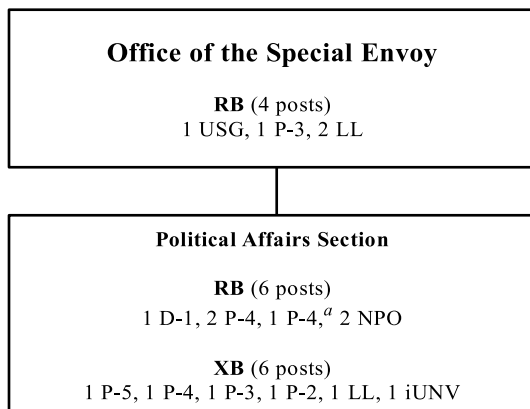 Office of the Special Envoy
RB (4 posts)
1 USG, 1 P-3, 2 LL
Political Affairs Section
RB (6 posts)
1 D-1, 2 P-4, 1 P-4,a 2 NPO
XB (6 posts)
1 P-5, 1 P-4, 1 P-3, 1 P-2, 1 LL, 1 iUNV